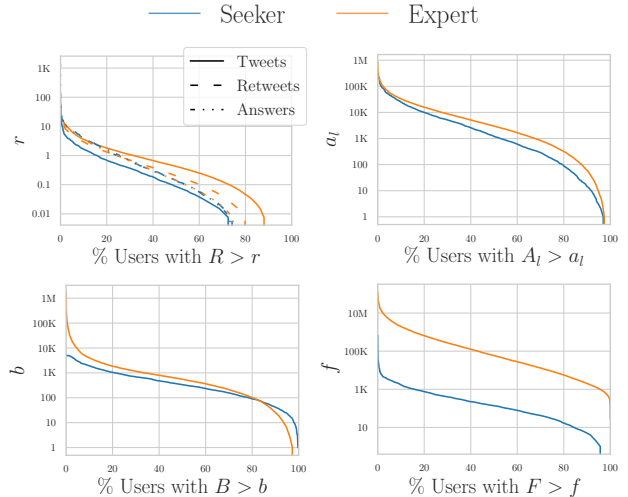 Seeker Expert
Tweets
Retweets
Answers
r
1K
100
10
1
0.1
0.01
0 20 40 60 80 100
% Users with R > r
a_l
1M
100K
10K
1K
100
10
1
0 20 40 60 80 100
% Users with A_l > a_l
b
1M
100K
10K
1K
100
10
1
0 20 40 60 80 100
% Users with B > b
f
10M
100K
1K
10
0 20 40 60 80 100
% Users with F > f